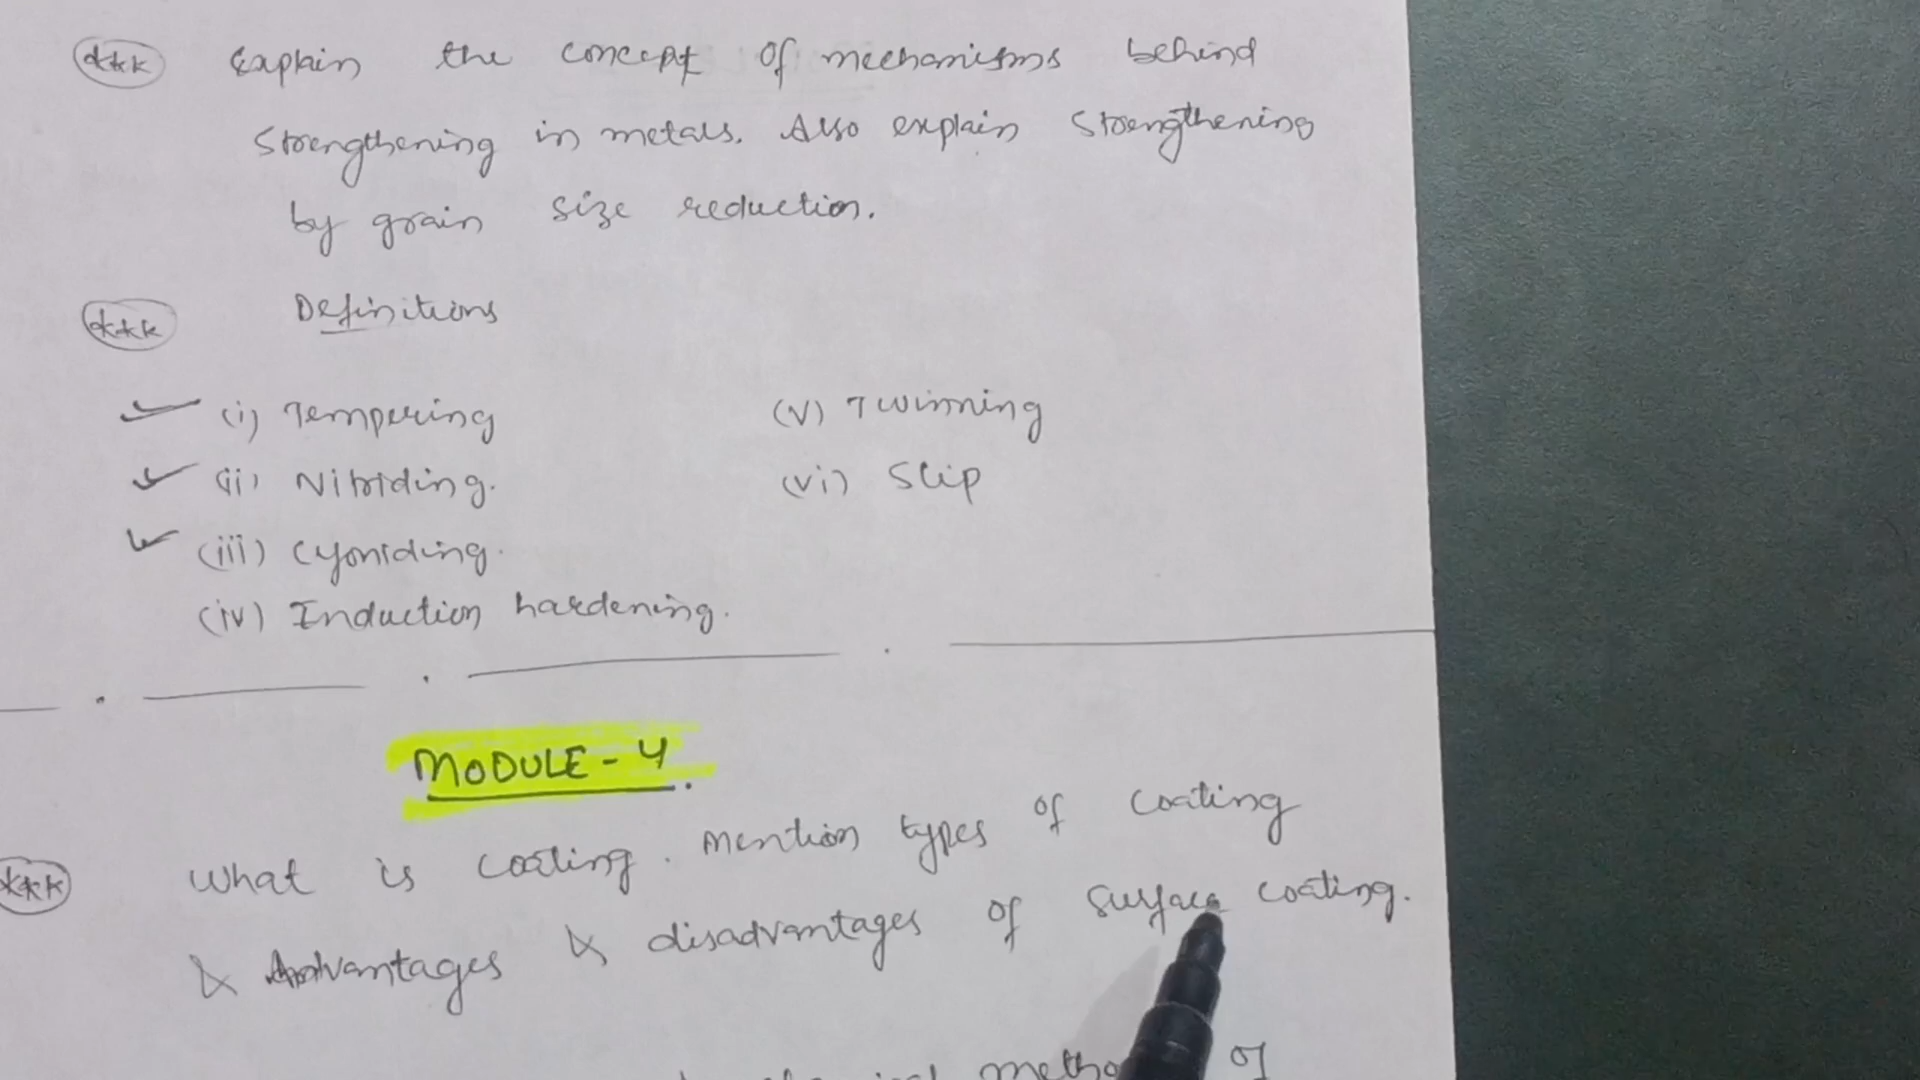 *** Explain the concept of mechanisms behind
strengthening in metals. Also explain strengthening
by grain size reduction.
*** Definitions
(i) Tempering
(ii) Nitriding.
(iii) Cyoniding.
(iv) Induction hardening.
(v) Twinning
(vi) Slip
MODULE-4.
*** What is coating. Mention types of coating
& Advantages & disadvantages of surface coating.
of